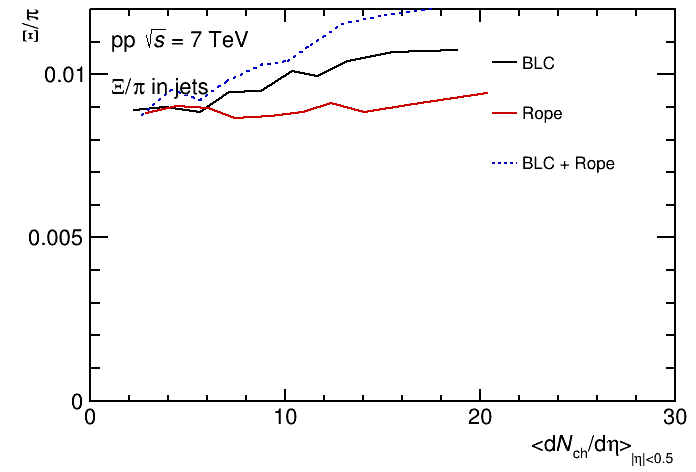 Ξ/π
pp √s = 7 TeV
Ξ/π in jets
BLC
Rope
BLC + Rope
0.01
0.005
0
0
10
20
30
<dN_ch/dη>_|η|<0.5